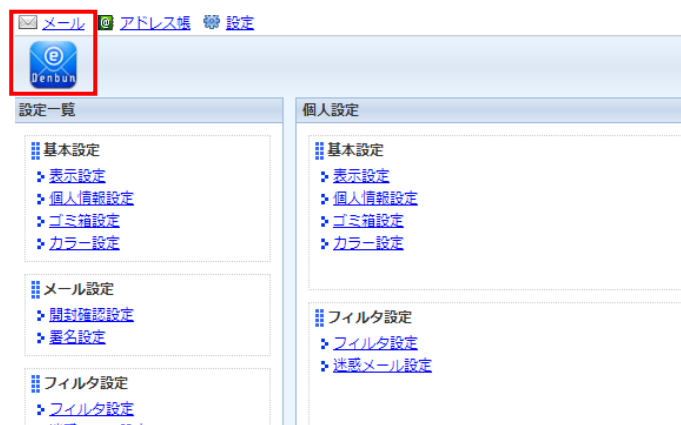 メール アドレス帳 設定
e
Denbun
設定一覧
基本設定
表示設定
個人情報設定
ゴミ箱設定
カラー設定
メール設定
開封確認設定
署名設定
フィルタ設定
フィルタ設定
個人設定
基本設定
表示設定
個人情報設定
ゴミ箱設定
カラー設定
フィルタ設定
フィルタ設定
迷惑メール設定